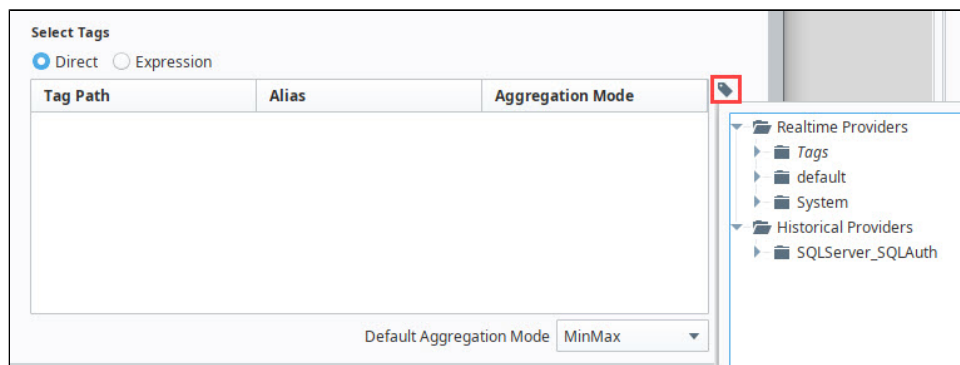 Select Tags
Direct Expression
Tag Path Alias Aggregation Mode
Realtime Providers
Tags
default
System
Historical Providers
SQLServer_SQLAuth
Default Aggregation Mode MinMax